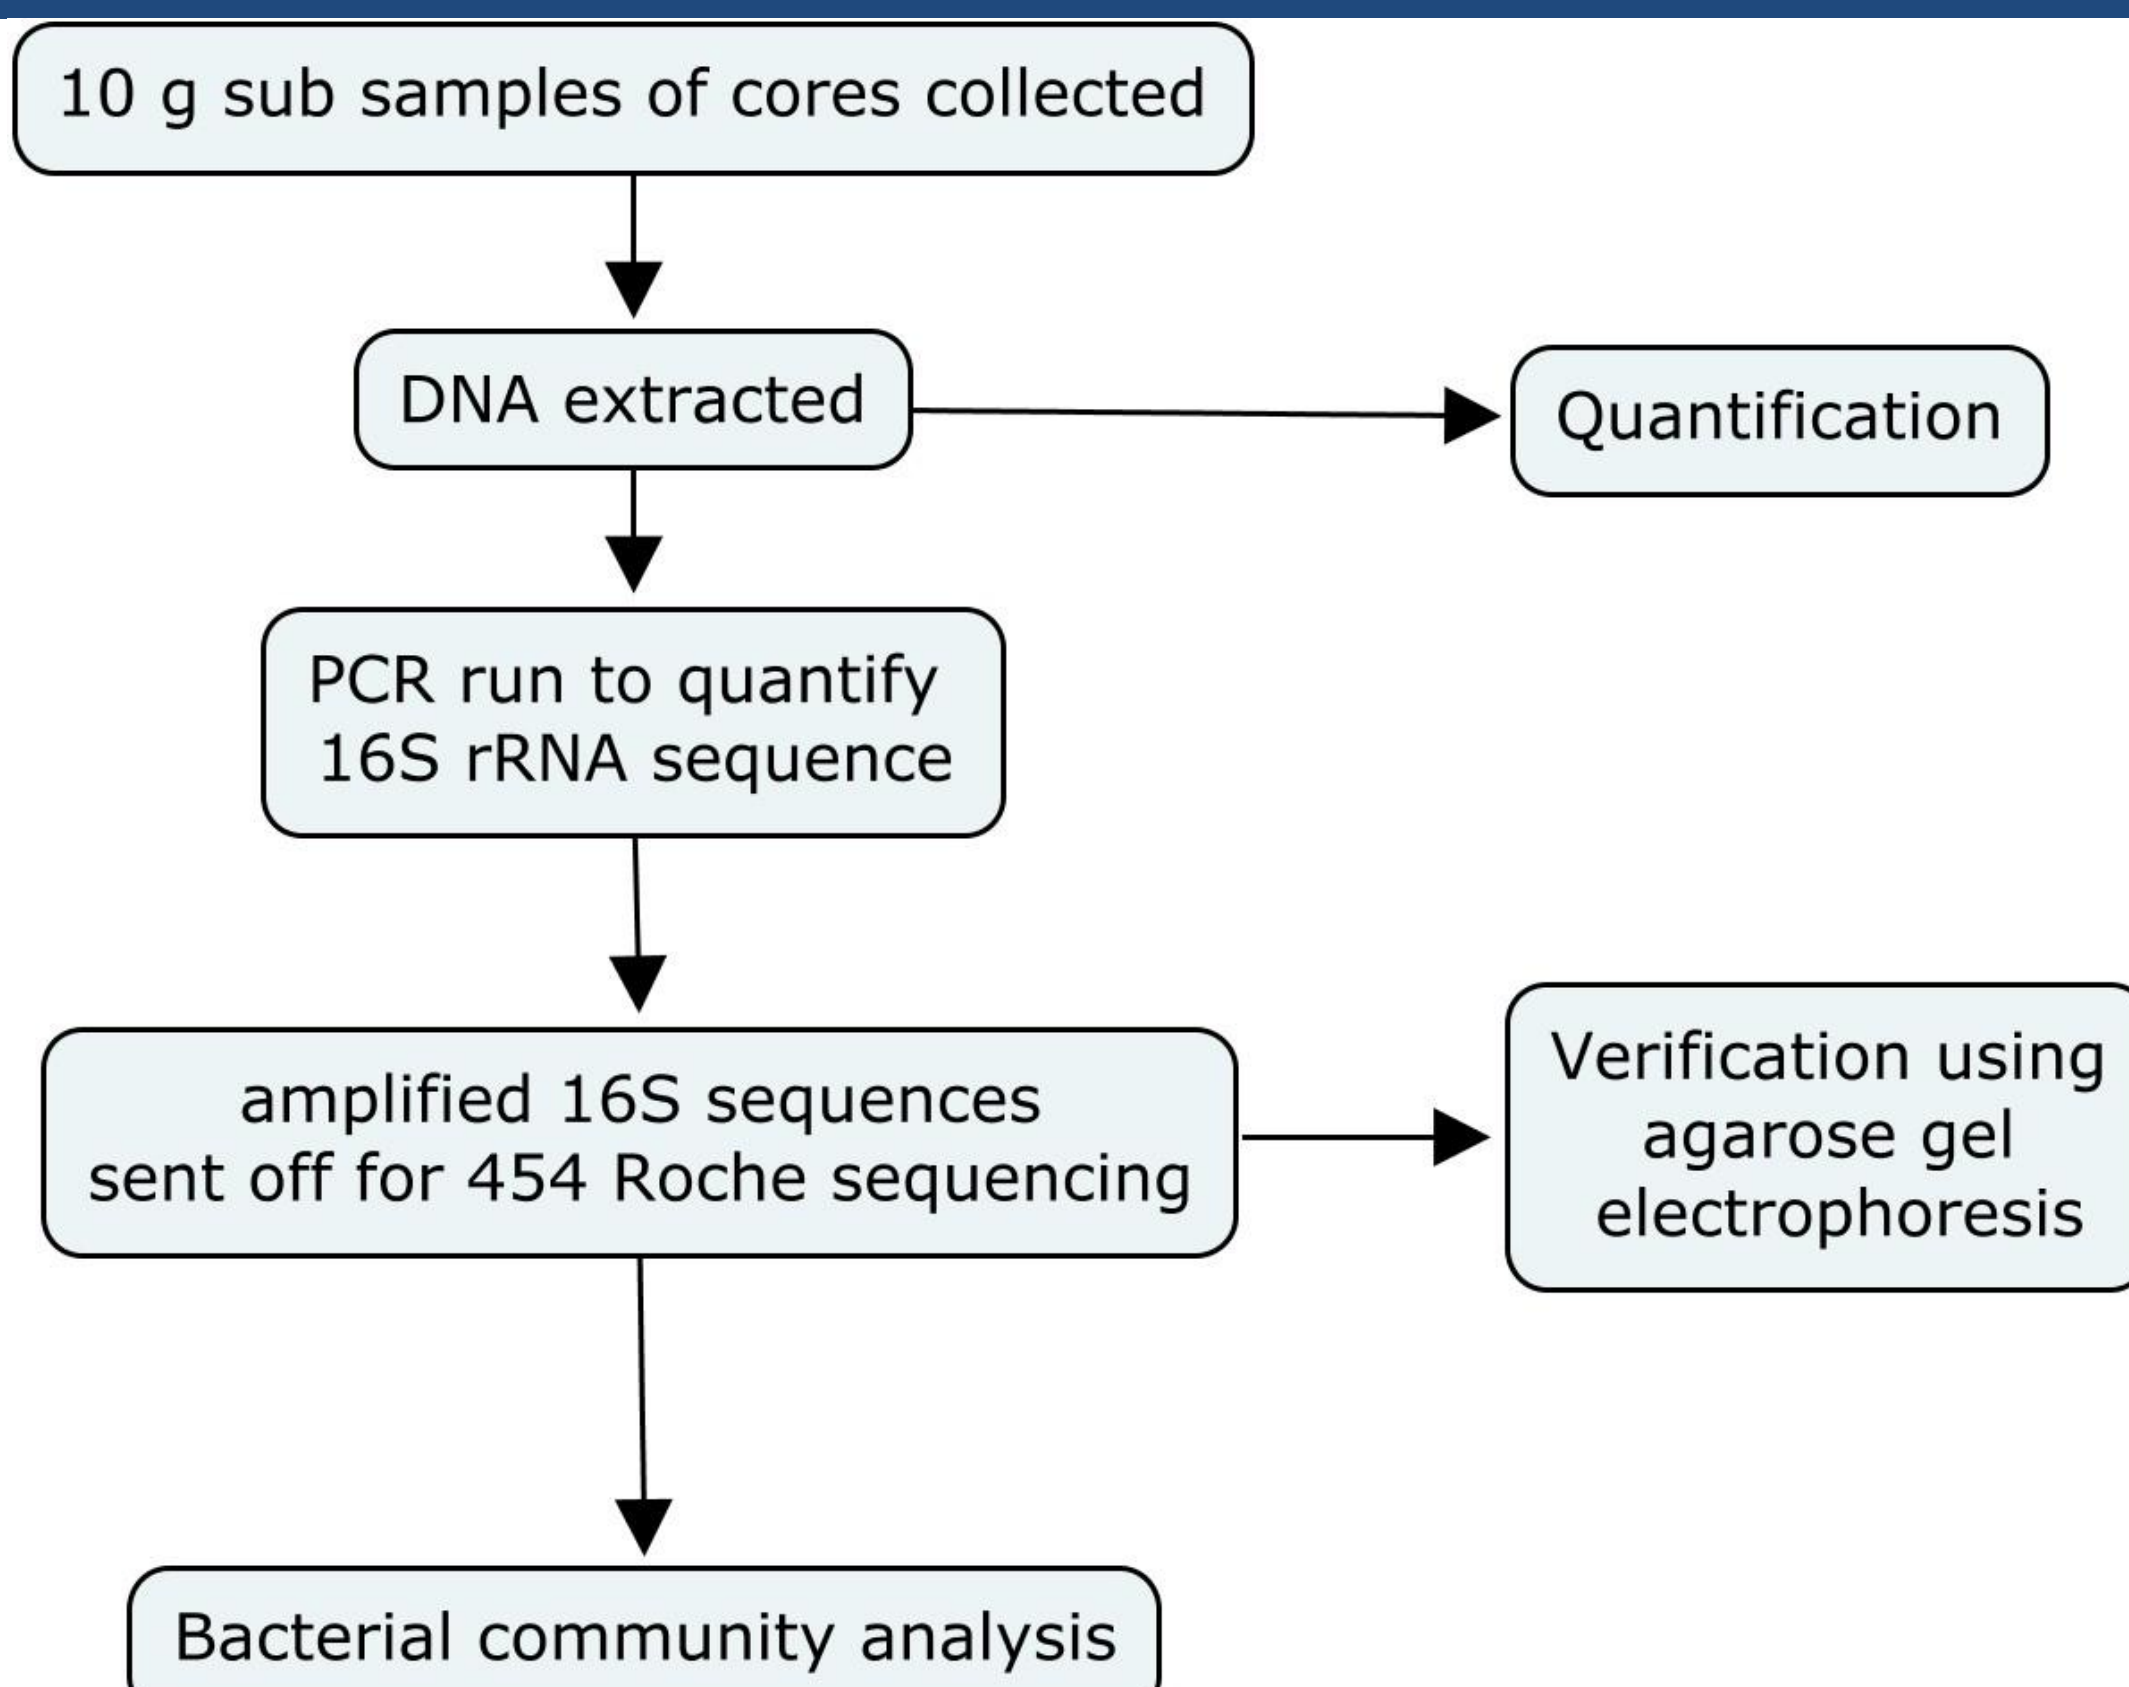 10 g sub samples of cores collected
DNA extracted
Quantification
PCR run to quantify
16S rRNA sequence
amplified 16S sequences
sent off for 454 Roche sequencing
Verification using
agarose gel
electrophoresis
Bacterial community analysis